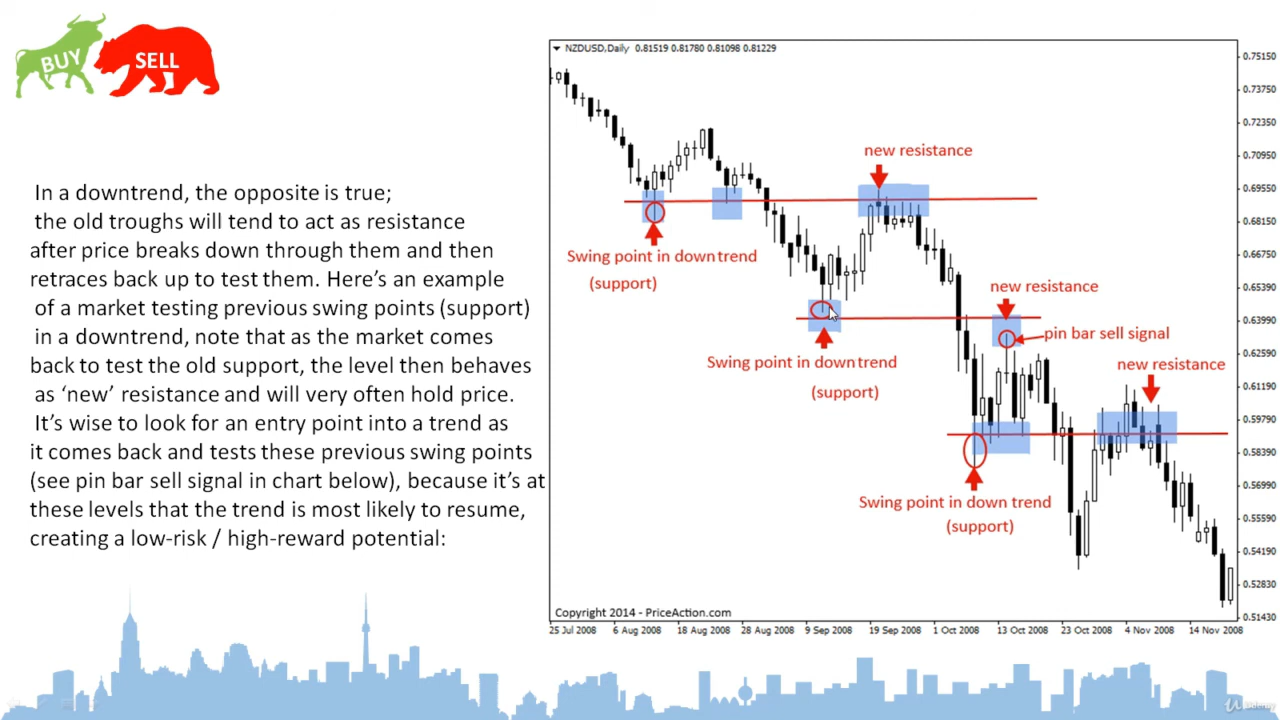 BUY
SELL
In a downtrend, the opposite is true;
the old troughs will tend to act as resistance
after price breaks down through them and then
retraces back up to test them. Here’s an example
of a market testing previous swing points (support)
in a downtrend, note that as the market comes
back to test the old support, the level then behaves
as ‘new’ resistance and will very often hold price.
It’s wise to look for an entry point into a trend as
it comes back and tests these previous swing points
(see pin bar sell signal in chart below), because it’s at
these levels that the trend is most likely to resume,
creating a low-risk / high-reward potential:
NZDUSD,Daily 0.81519 0.81780 0.81098 0.81229
new resistance
Swing point in down trend
(support)
new resistance
pin bar sell signal
Swing point in down trend
(support)
new resistance
Swing point in down trend
(support)
Copyright 2014 - PriceAction.com
0.75150
0.73750
0.72350
0.70950
0.69550
0.68150
0.66750
0.65390
0.63990
0.62590
0.61190
0.59790
0.58390
0.56990
0.55590
0.54190
0.52830
0.51430
25 Jul 2008
6 Aug 2008
18 Aug 2008
28 Aug 2008
9 Sep 2008
19 Sep 2008
1 Oct 2008
13 Oct 2008
23 Oct 2008
4 Nov 2008
14 Nov 2008
Udemy